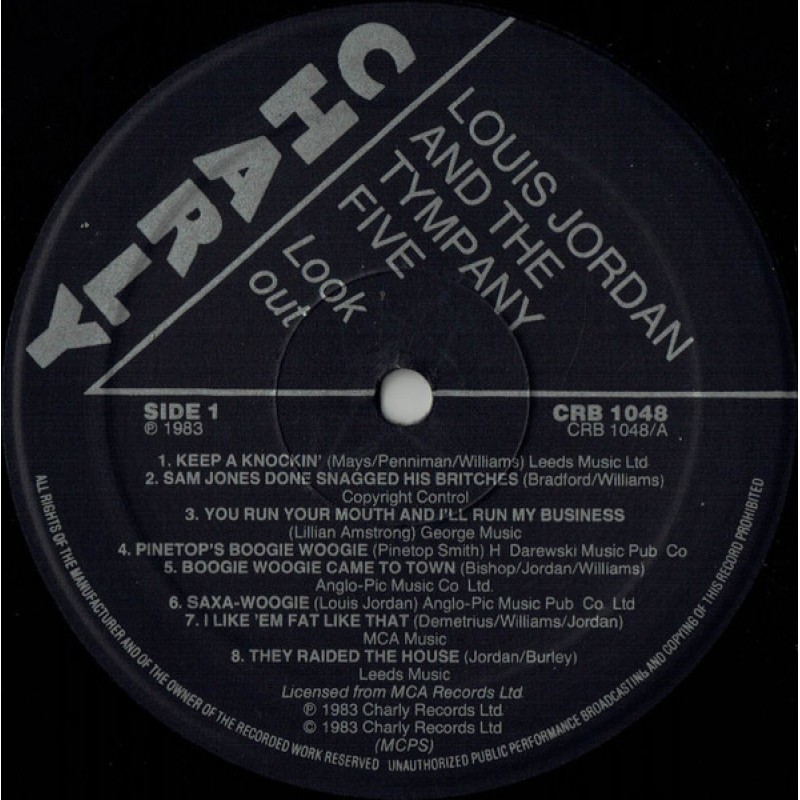 CHARLY
LOUIS JORDAN
AND THE
TYMPANY
FIVE
Look
out
SIDE 1
℗ 1983
CRB 1048
CRB 1048/A
1. KEEP A KNOCKIN' (Mays/Penniman/Williams) Leeds Music Ltd
2. SAM JONES DONE SNAGGED HIS BRITCHES (Bradford/Williams)
Copyright Control
3. YOU RUN YOUR MOUTH AND I'LL RUN MY BUSINESS
(Lillian Amstrong) George Music
4. PINETOP'S BOOGIE WOOGIE (Pinetop Smith) H Darewski Music Pub Co
5. BOOGIE WOOGIE CAME TO TOWN (Bishop/Jordan/Williams)
Anglo-Pic Music Co Ltd.
6. SAXA-WOOGIE (Louis Jordan) Anglo-Pic Music Pub Co Ltd
7. I LIKE 'EM FAT LIKE THAT (Demetrius/Williams/Jordan)
MCA Music
8. THEY RAIDED THE HOUSE (Jordan/Burley)
Leeds Music
Licensed from MCA Records Ltd
℗ 1983 Charly Records Ltd
© 1983 Charly Records Ltd
(MCPS)
ALL RIGHTS OF THE MANUFACTURER AND OF THE OWNER OF THE RECORDED WORK RESERVED UNAUTHORIZED PUBLIC PERFORMANCE BROADCASTING AND COPYING OF THIS RECORD PROHIBITED